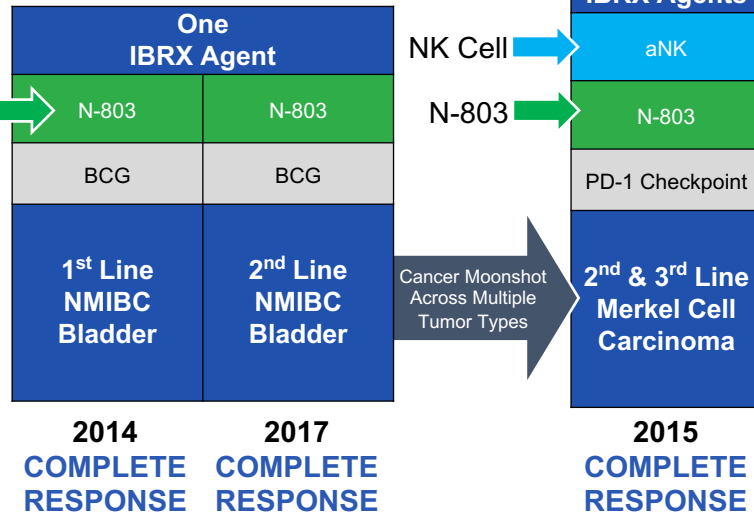 One
IBRX Agent
N-803
N-803
BCG
BCG
1st Line
NMIBC
Bladder
2nd Line
NMIBC
Bladder
2014
COMPLETE
RESPONSE
2017
COMPLETE
RESPONSE
Cancer Moonshot
Across Multiple
Tumor Types
IBRX Agents
NK Cell
aNK
N-803
N-803
PD-1 Checkpoint
2nd & 3rd Line
Merkel Cell
Carcinoma
2015
COMPLETE
RESPONSE